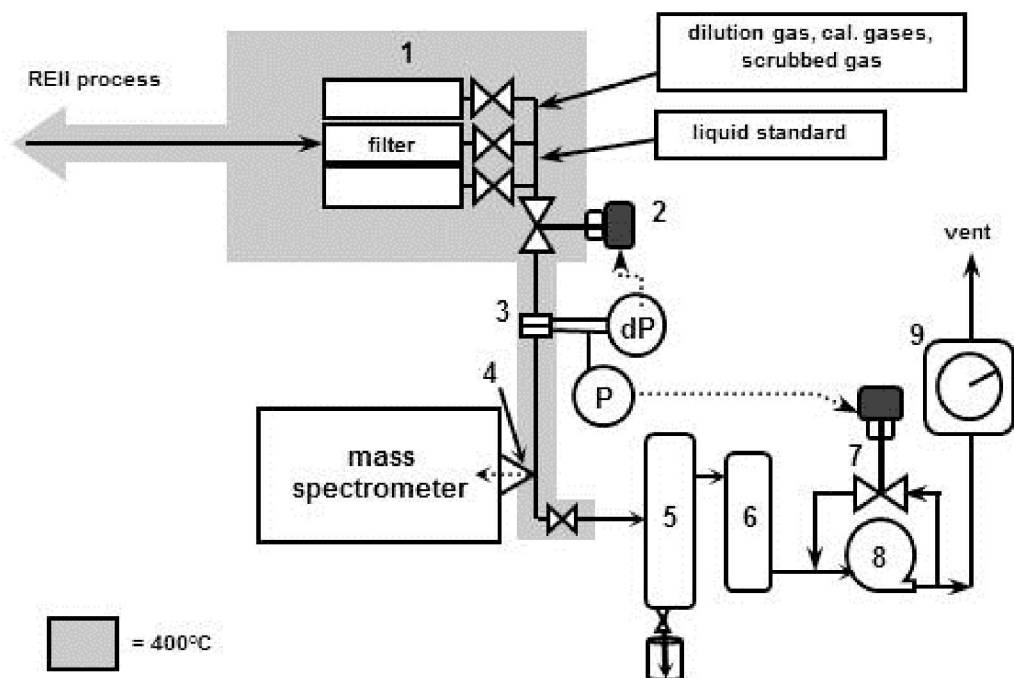 1
dilution gas, cal. gases,
scrubbed gas
REII process
filter
liquid standard
2
vent
3
dP
9
4
P
mass
spectrometer
7
5
6
8
= 400ºC